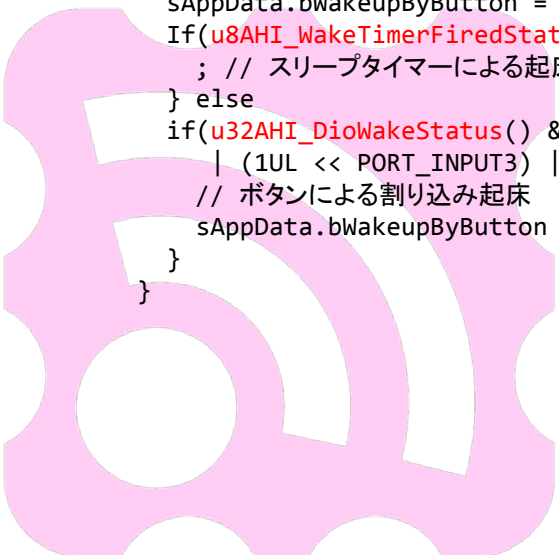 sAppData.bWakeupByButton =
If(u8AHI_WakeTimerFiredStat
; // スリープタイマーによる起
} else
if(u32AHI_DioWakeStatus() &
| (1UL << PORT_INPUT3) |
// ボタンによる割り込み起床
sAppData.bWakeupByButton
}
}